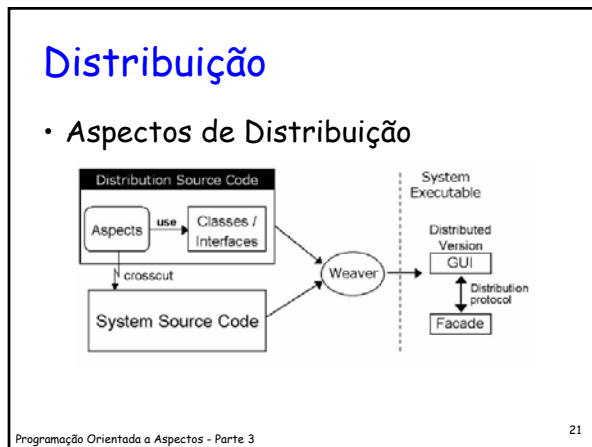 Distribuição
• Aspectos de Distribuição
Distribution Source Code
Aspects
use
Classes /
Interfaces
crosscut
System Source Code
Weaver
System
Executable
Distributed
Version
GUI
Distribution
protocol
Facade
Programação Orientada a Aspectos - Parte 3
21